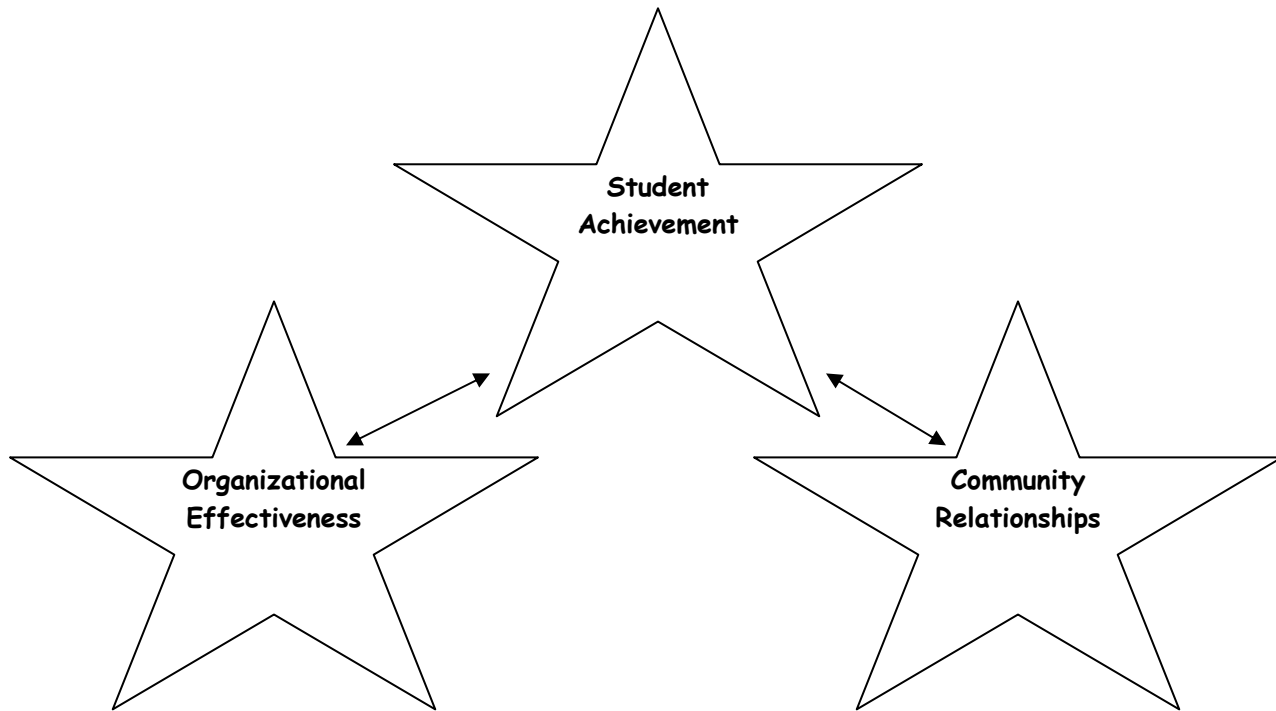 Student
Achievement
Organizational
Effectiveness
Community
Relationships